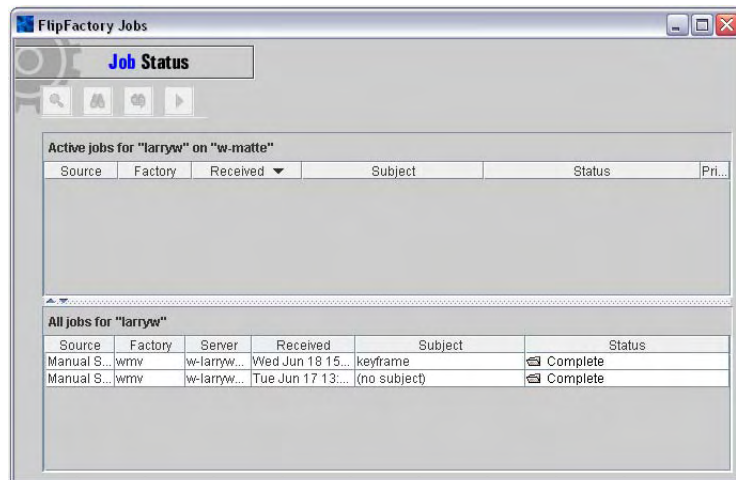 FlipFactory Jobs
Job Status
Active jobs for "larryw" on "w-matte"
Source Factory Received Subject Status Pri...
All jobs for "larryw"
Source Factory Server Received Subject Status
Manual S... wmv w-larryw... Wed Jun 18 15... keyframe Complete
Manual S... wmv w-larryw... Tue Jun 17 13:... (no subject) Complete